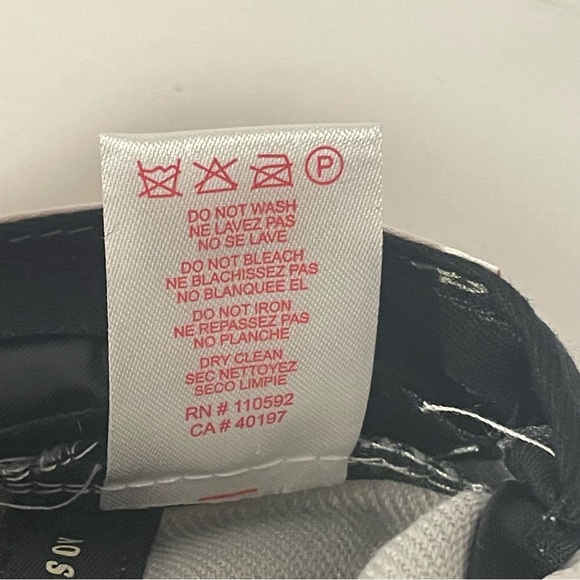 P
DO NOT WASH
NE LAVEZ PAS
NO SE LAVE
DO NOT BLEACH
NE BLACHISSEZ PAS
NO BLANQUEE EL
DO NOT IRON
NE REPASSEZ PAS
NO PLANCHE
DRY CLEAN
SEC NETTOYEZ
SECO LIMPIE
RN # 110592
CA # 40197